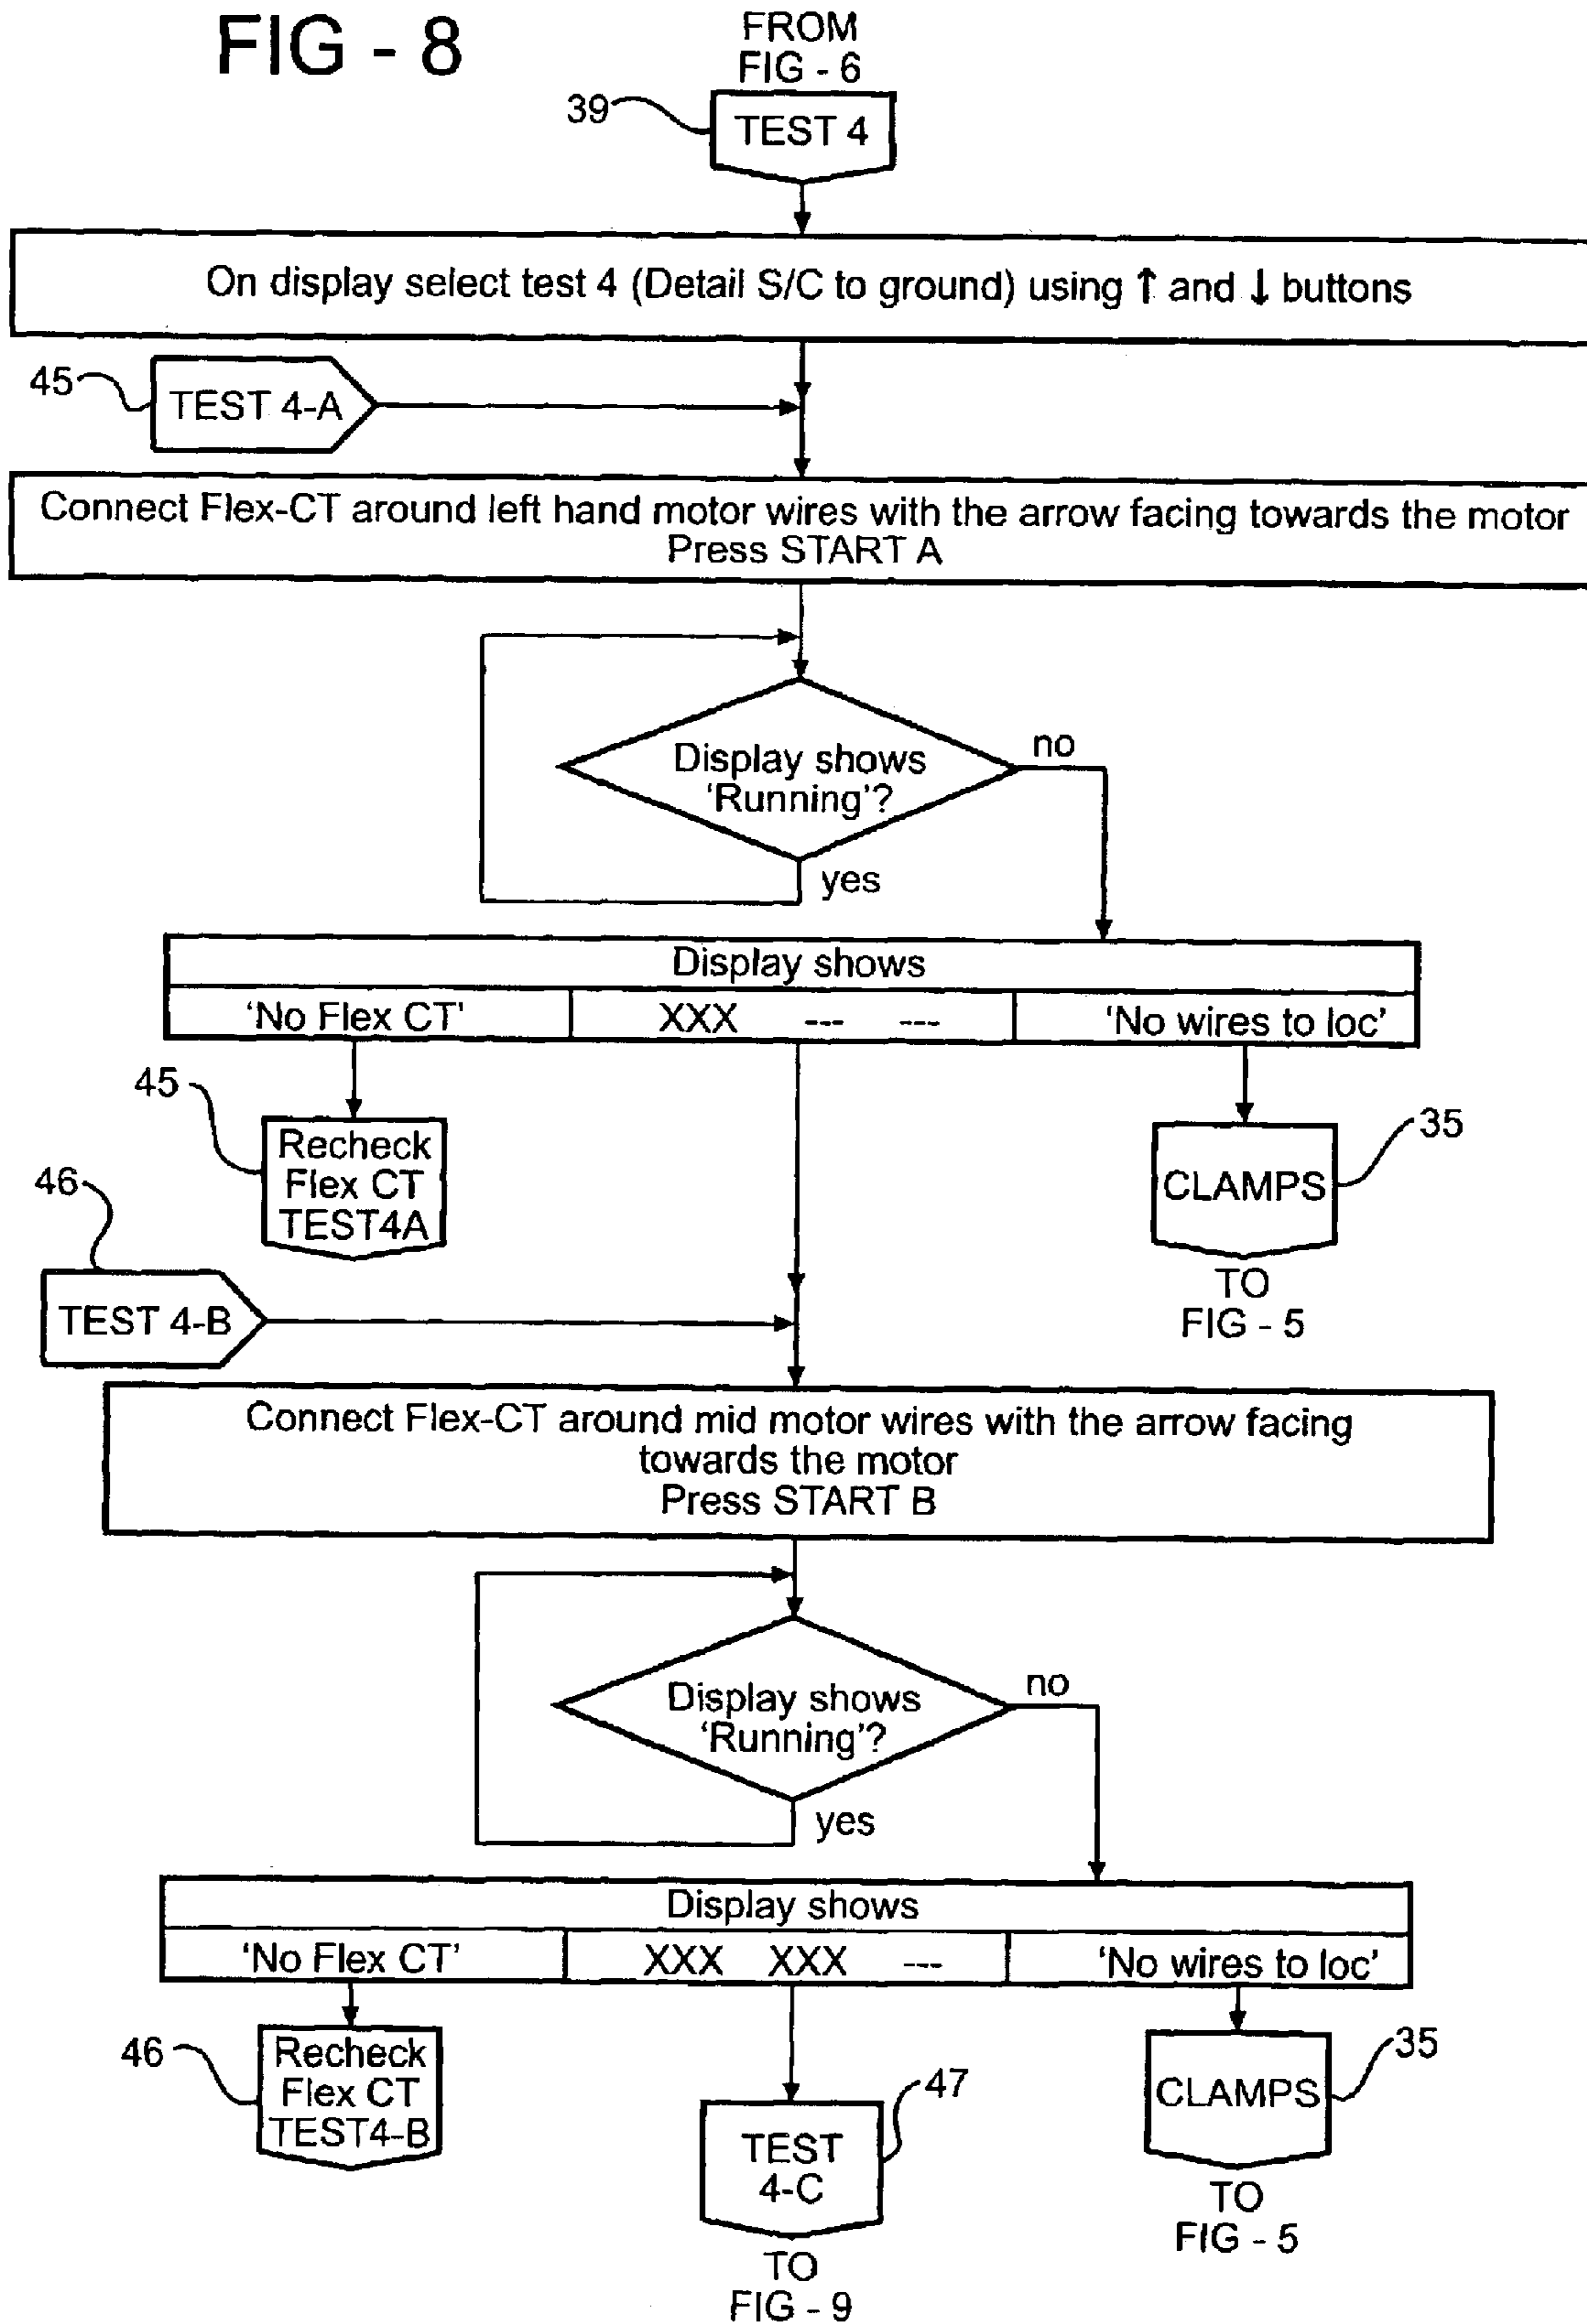 FIG - 8
FROM
FIG - 6
39
TEST 4
On display select test 4 (Detail S/C to ground) using ↑ and ↓ buttons
45
TEST 4-A
Connect Flex-CT around left hand motor wires with the arrow facing towards the motor
Press START A
Display shows
'Running'?
no
yes
Display shows
'No Flex CT'
XXX --- ---
'No wires to loc'
45
Recheck
Flex CT
TEST4A
35
CLAMPS
TO
FIG - 5
46
TEST 4-B
Connect Flex-CT around mid motor wires with the arrow facing
towards the motor
Press START B
Display shows
'Running'?
no
yes
Display shows
'No Flex CT'
XXX XXX ---
'No wires to loc'
46
Recheck
Flex CT
TEST4-B
47
TEST
4-C
TO
FIG - 9
35
CLAMPS
TO
FIG - 5